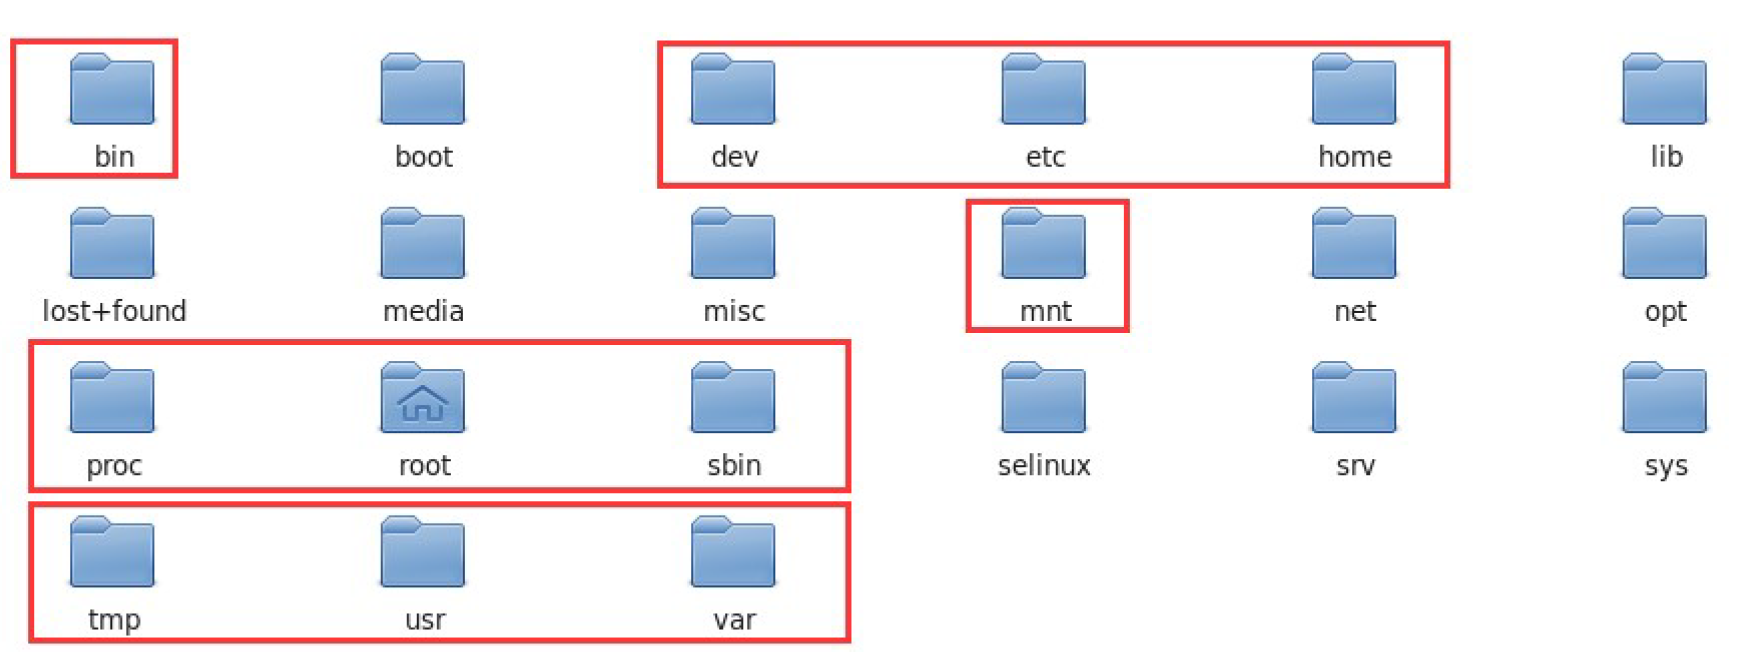 bin boot dev etc home lib
lost+found media misc mnt net opt
proc root sbin selinux srv sys
tmp usr var